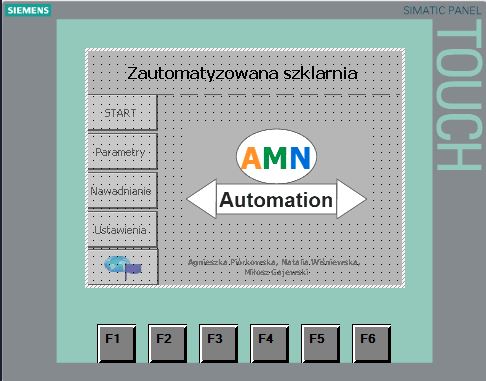 SIEMENS
SIMATIC PANEL
TOUCH
Zautomatyzowana szklarnia
START
Parametry
Nawadnianie
Ustawienia
AMN
Automation
Agnieszka Piórkowska, Natalia Wiśniewska,
Miłosz Gajewski
F1 F2 F3 F4 F5 F6